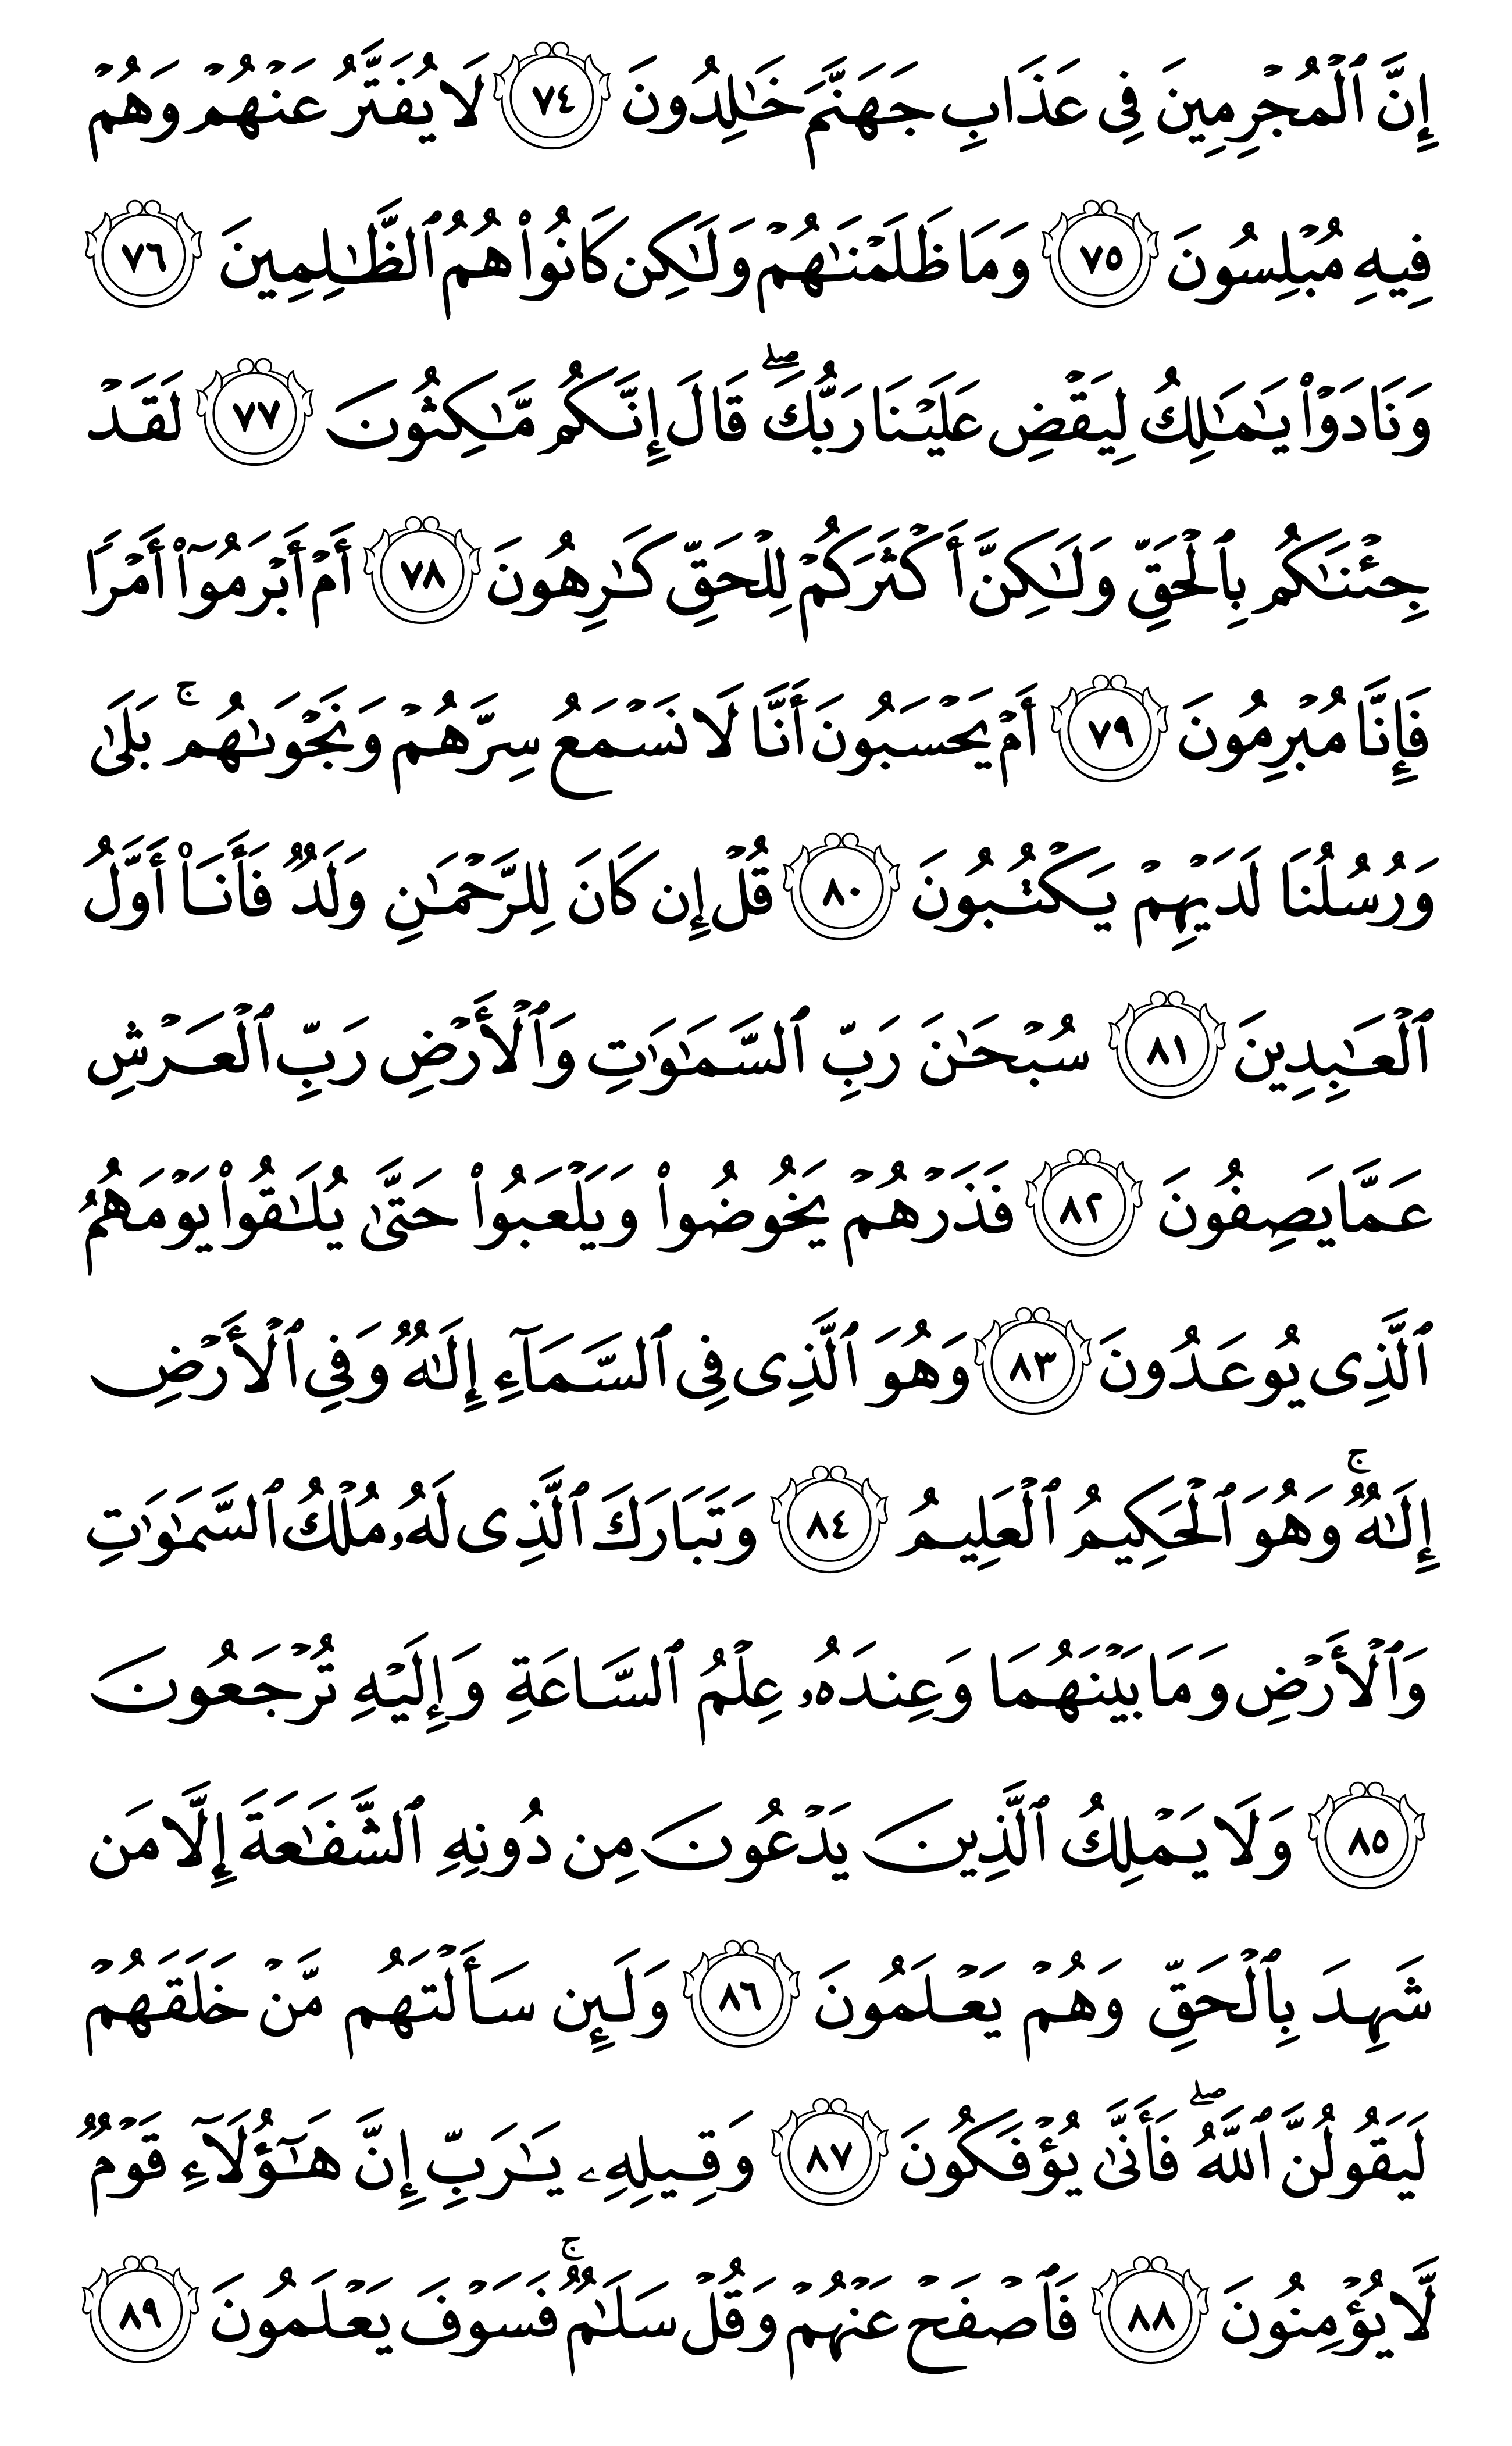 إِنَّ ٱلْمُجْرِمِينَ فِى عَذَابِ جَهَنَّمَ خَـٰلِدُونَ ٧٤ لَا يُفَتَّرُ عَنْهُمْ وَهُمْ
فِيهِ مُبْلِسُونَ ٧٥ وَمَا ظَلَمْنَـٰهُمْ وَلَـٰكِن كَانُوا۟ هُمُ ٱلظَّـٰلِمِينَ ٧٦
وَنَادَوْا۟ يَـٰمَـٰلِكُ لِيَقْضِ عَلَيْنَا رَبُّكَ ۖ قَالَ إِنَّكُم مَّـٰكِثُونَ ٧٧ لَقَدْ
جِئْنَـٰكُم بِٱلْحَقِّ وَلَـٰكِنَّ أَكْثَرَكُمْ لِلْحَقِّ كَـٰرِهُونَ ٧٨ أَمْ أَبْرَمُوٓا۟ أَمْرًا
فَإِنَّا مُبْرِمُونَ ٧٩ أَمْ يَحْسَبُونَ أَنَّا لَا نَسْمَعُ سِرَّهُمْ وَنَجْوَىٰهُم ۚ بَلَىٰ
وَرُسُلُنَا لَدَيْهِمْ يَكْتُبُونَ ٨٠ قُلْ إِن كَانَ لِلرَّحْمَـٰنِ وَلَدٌ فَأَنَا۠ أَوَّلُ
ٱلْعَـٰبِدِينَ ٨١ سُبْحَـٰنَ رَبِّ ٱلسَّمَـٰوَٰتِ وَٱلْأَرْضِ رَبِّ ٱلْعَرْشِ
عَمَّا يَصِفُونَ ٨٢ فَذَرْهُمْ يَخُوضُوا۟ وَيَلْعَبُوا۟ حَتَّىٰ يُلَـٰقُوا۟ يَوْمَهُمُ
ٱلَّذِى يُوعَدُونَ ٨٣ وَهُوَ ٱلَّذِى فِى ٱلسَّمَآءِ إِلَـٰهٌ وَفِى ٱلْأَرْضِ
إِلَـٰهٌ ۚ وَهُوَ ٱلْحَكِيمُ ٱلْعَلِيمُ ٨٤ وَتَبَارَكَ ٱلَّذِى لَهُۥ مُلْكُ ٱلسَّمَـٰوَٰتِ
وَٱلْأَرْضِ وَمَا بَيْنَهُمَا وَعِندَهُۥ عِلْمُ ٱلسَّاعَةِ وَإِلَيْهِ تُرْجَعُونَ
٨٥ وَلَا يَمْلِكُ ٱلَّذِينَ يَدْعُونَ مِن دُونِهِ ٱلشَّفَـٰعَةَ إِلَّا مَن
شَهِدَ بِٱلْحَقِّ وَهُمْ يَعْلَمُونَ ٨٦ وَلَئِن سَأَلْتَهُم مَّنْ خَلَقَهُمْ
لَيَقُولُنَّ ٱللَّهُ ۖ فَأَنَّىٰ يُؤْفَكُونَ ٨٧ وَقِيلِهِۦ يَـٰرَبِّ إِنَّ هَـٰٓؤُلَآءِ قَوْمٌ
لَّا يُؤْمِنُونَ ٨٨ فَٱصْفَحْ عَنْهُمْ وَقُلْ سَلَـٰمٌ ۚ فَسَوْفَ يَعْلَمُونَ ٨٩